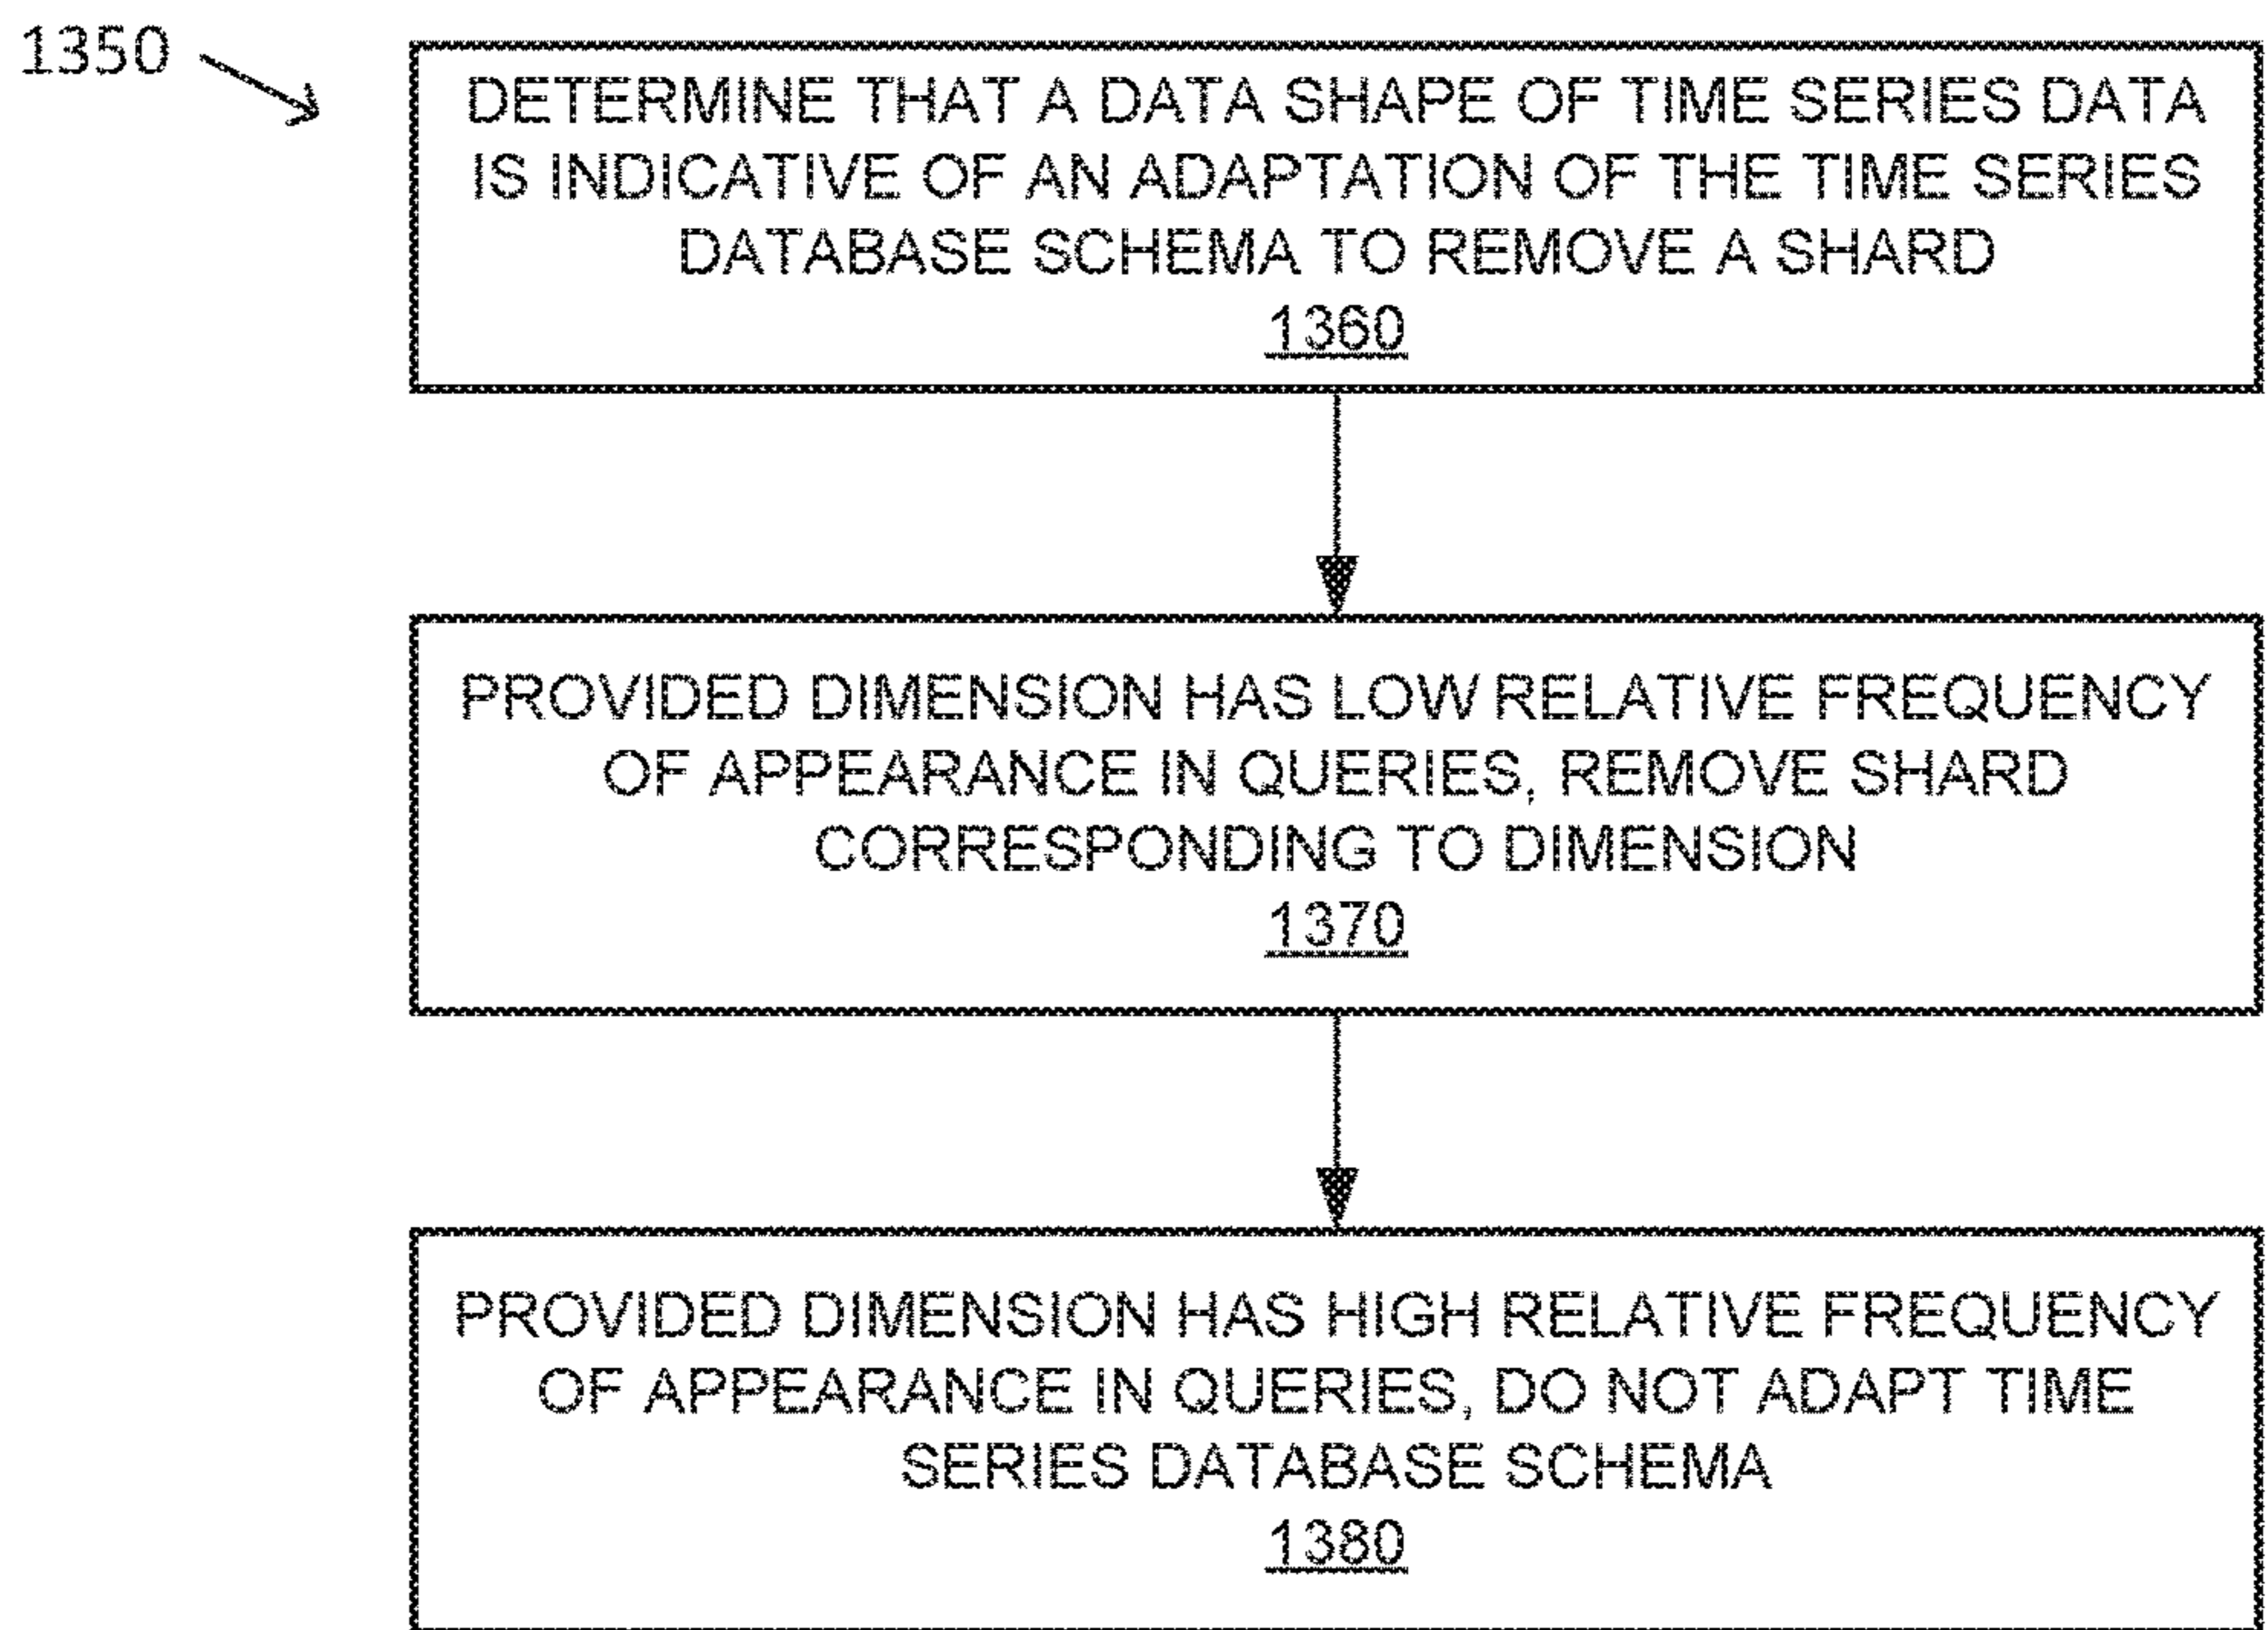 1350
DETERMINE THAT A DATA SHAPE OF TIME SERIES DATA
IS INDICATIVE OF AN ADAPTATION OF THE TIME SERIES
DATABASE SCHEMA TO REMOVE A SHARD
1360
PROVIDED DIMENSION HAS LOW RELATIVE FREQUENCY
OF APPEARANCE IN QUERIES, REMOVE SHARD
CORRESPONDING TO DIMENSION
1370
PROVIDED DIMENSION HAS HIGH RELATIVE FREQUENCY
OF APPEARANCE IN QUERIES, DO NOT ADAPT TIME
SERIES DATABASE SCHEMA
1380